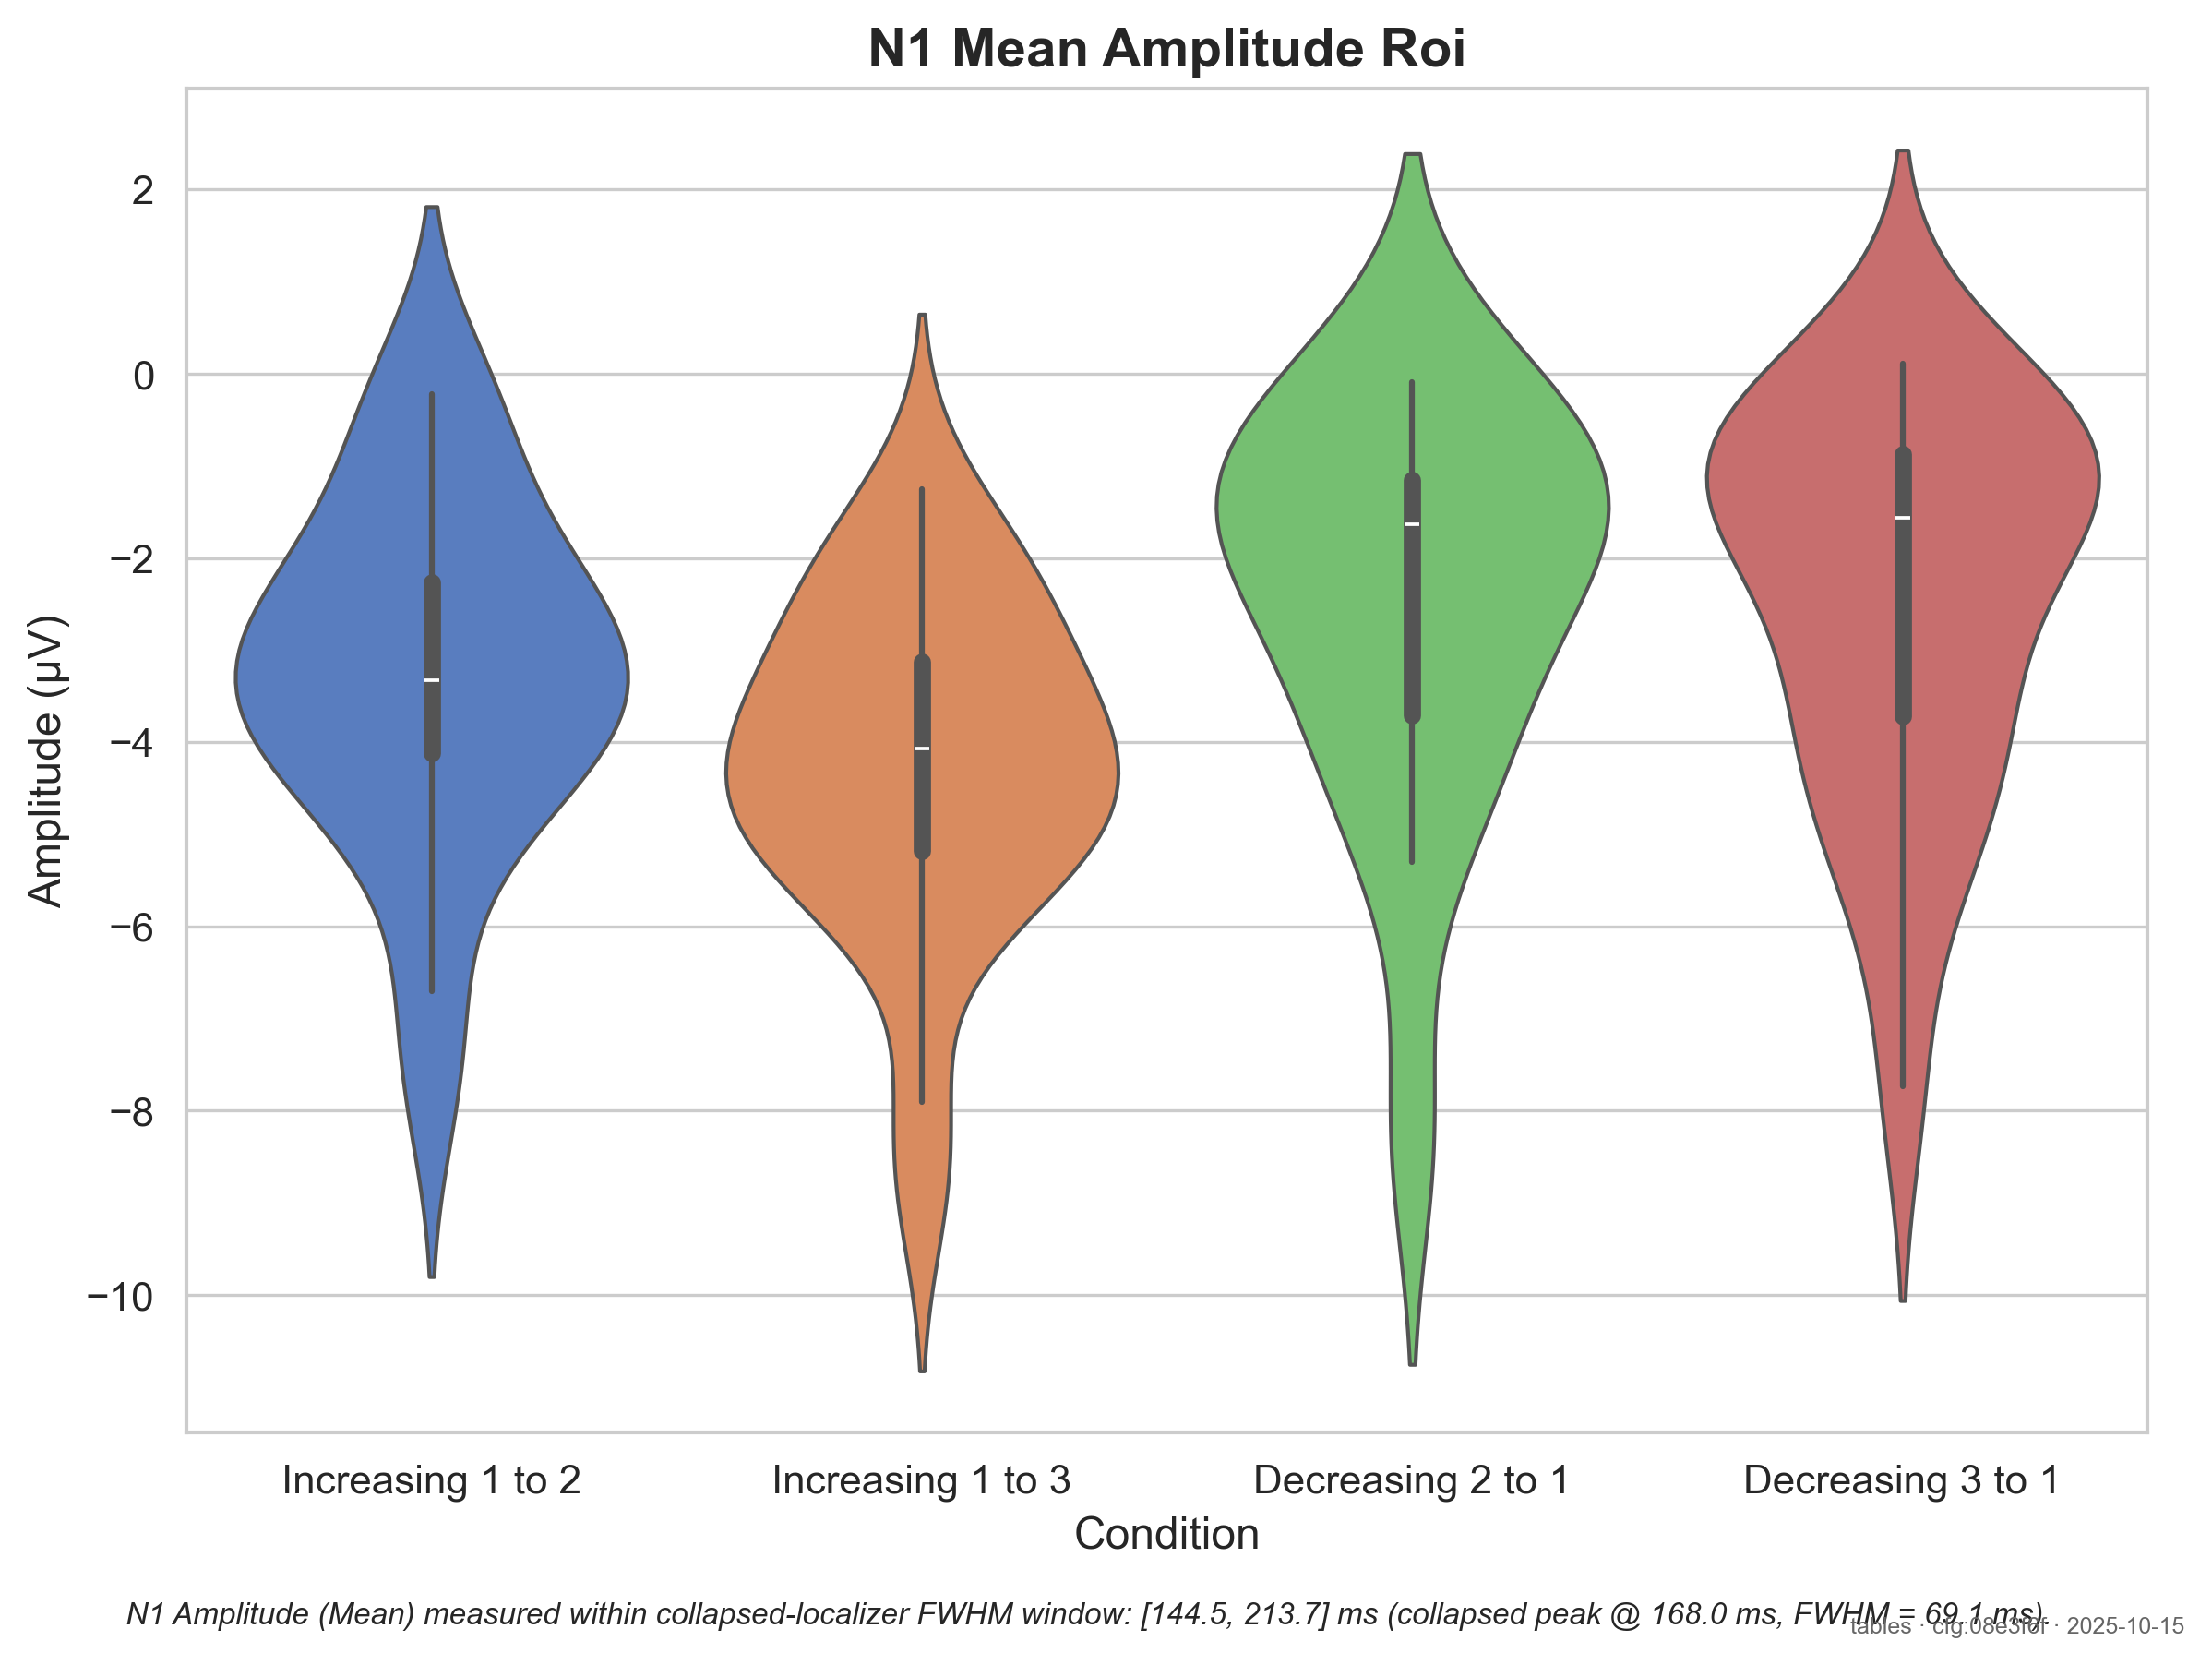 N1 Mean Amplitude Roi
Amplitude (µV)
2
0
−2
−4
−6
−8
−10
Increasing 1 to 2
Increasing 1 to 3
Decreasing 2 to 1
Decreasing 3 to 1
Condition
N1 Amplitude (Mean) measured within collapsed-localizer FWHM window: [144.5, 213.7] ms (collapsed peak @ 168.0 ms, FWHM = 69.1 ms).
tables · cfg:08e3f6f · 2025-10-15